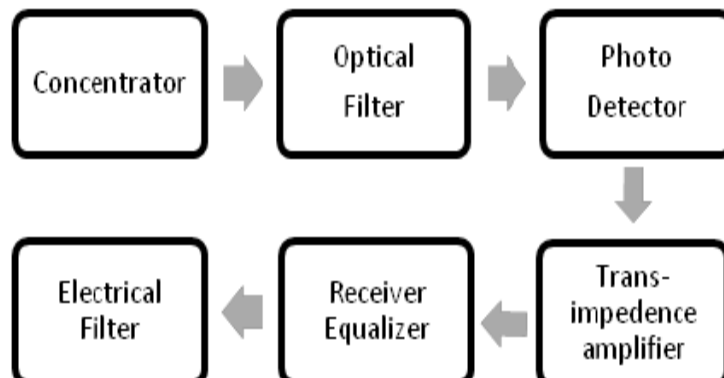 Concentrator
Optical
Filter
Photo
Detector
Electrical
Filter
Receiver
Equalizer
Trans-
impedence
amplifier